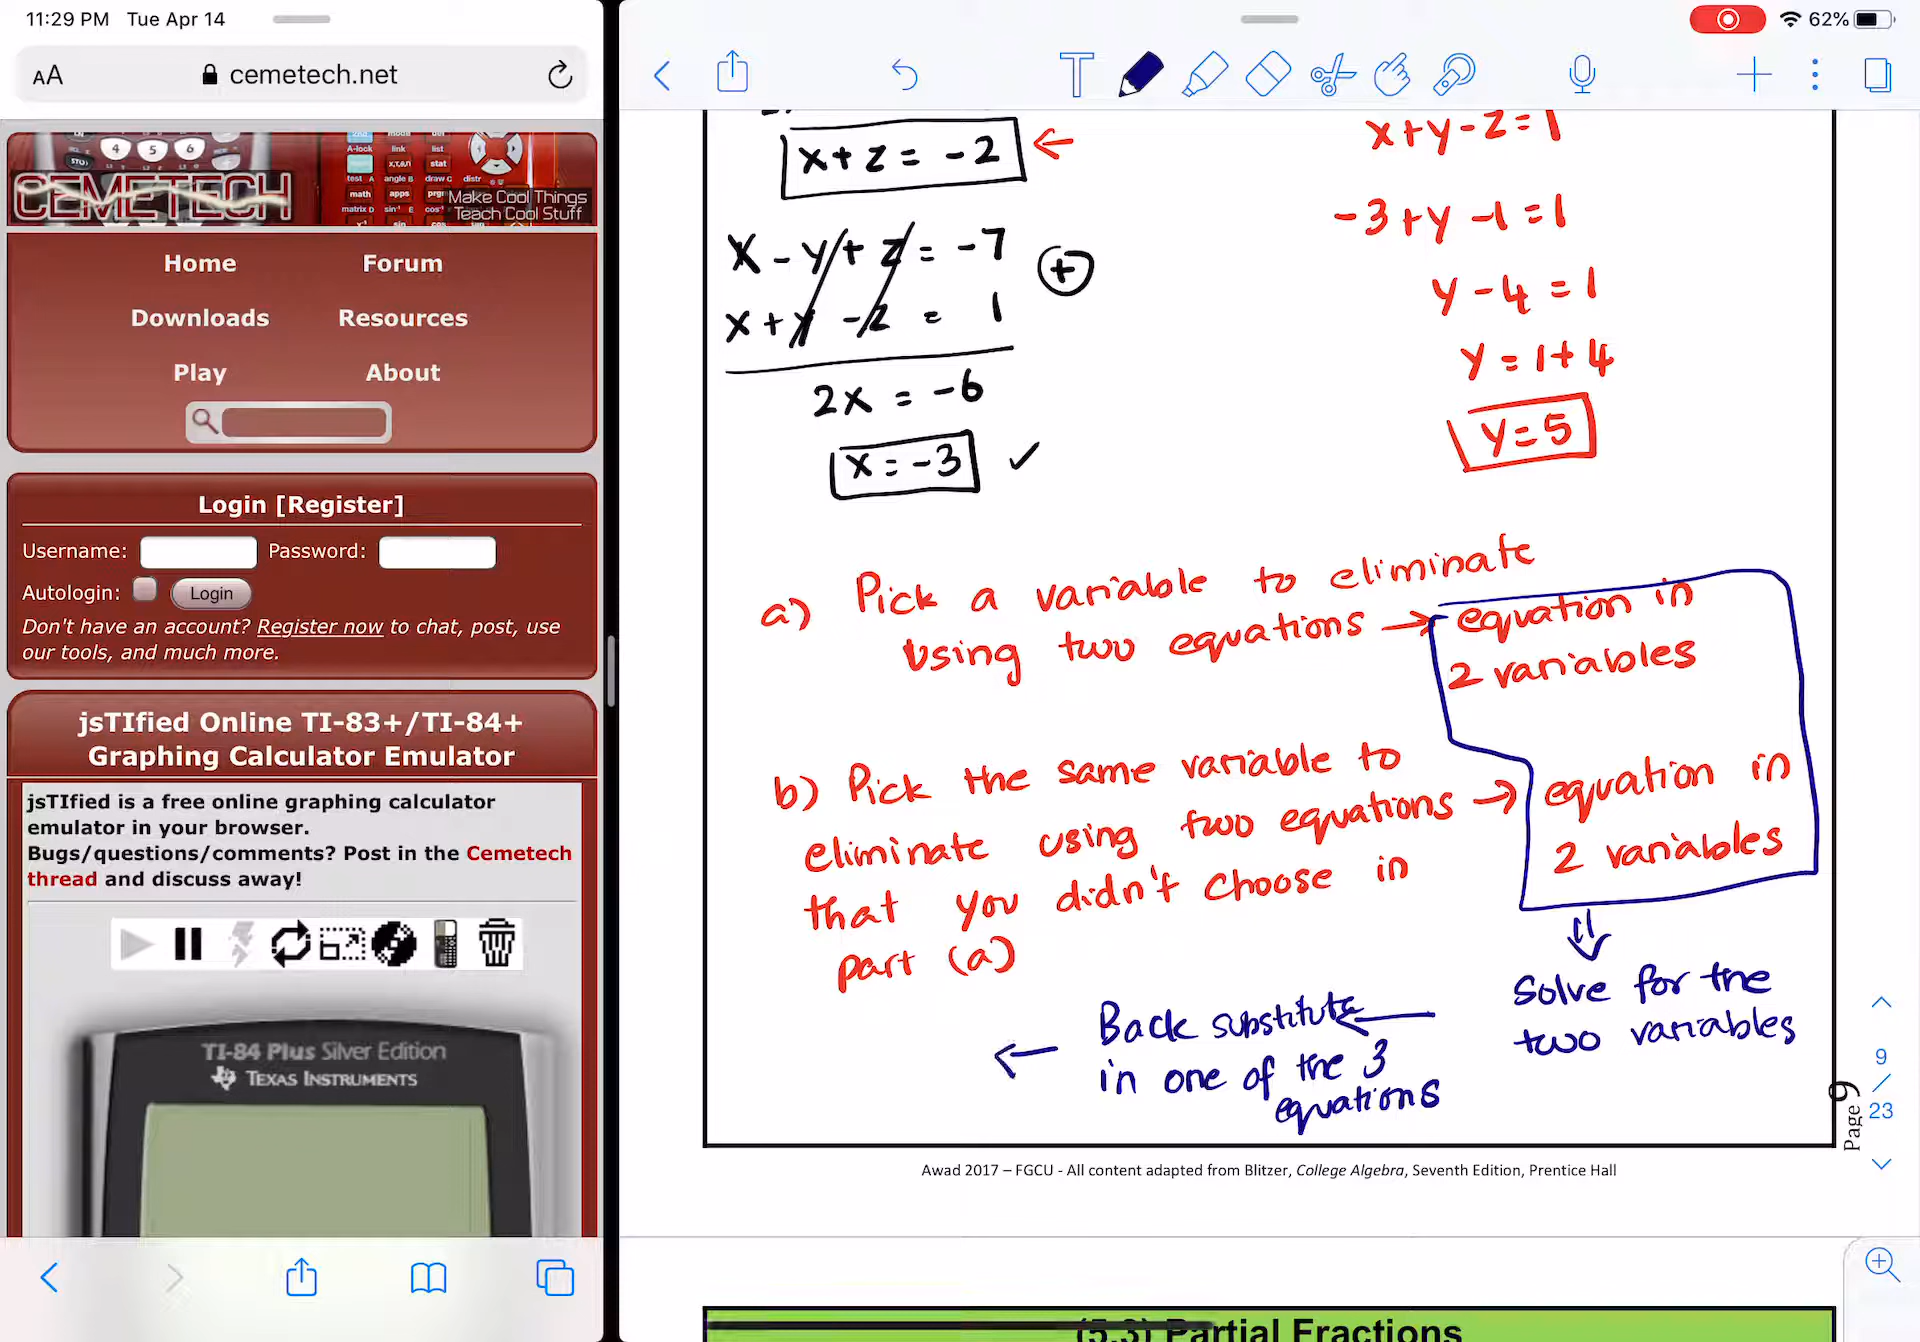 11:29 PM Tue Apr 14
62%
AA cemetech.net
4 5 6
CEMETECH
Make Cool Things
Teach Cool Stuff
Home Forum
Downloads Resources
Play About
Login [Register]
Username: Password:
Autologin: Login
Don't have an account? Register now to chat, post, use
our tools, and much more.
jsTIfied Online TI-83+/TI-84+
Graphing Calculator Emulator
jsTIfied is a free online graphing calculator
emulator in your browser.
Bugs/questions/comments? Post in the Cemetech
thread and discuss away!
TI-84 Plus Silver Edition
TEXAS INSTRUMENTS
x+z = -2
x - y + z = -7
x + y - z = 1
2x = -6
x = -3 ✓
x+y-z=1
-3+y-1=1
y-4=1
y=1+4
y=5
a) Pick a variable to eliminate
using two equations → equation in
2 variables
b) Pick the same variable to
eliminate using two equations → equation in
2 variables
that you didn't choose in
part (a)
Solve for the
two variables
Back substitute
in one of the 3
equations
Page 9
9
/
23
Awad 2017 – FGCU - All content adapted from Blitzer, College Algebra, Seventh Edition, Prentice Hall
(5.3) Partial Fractions